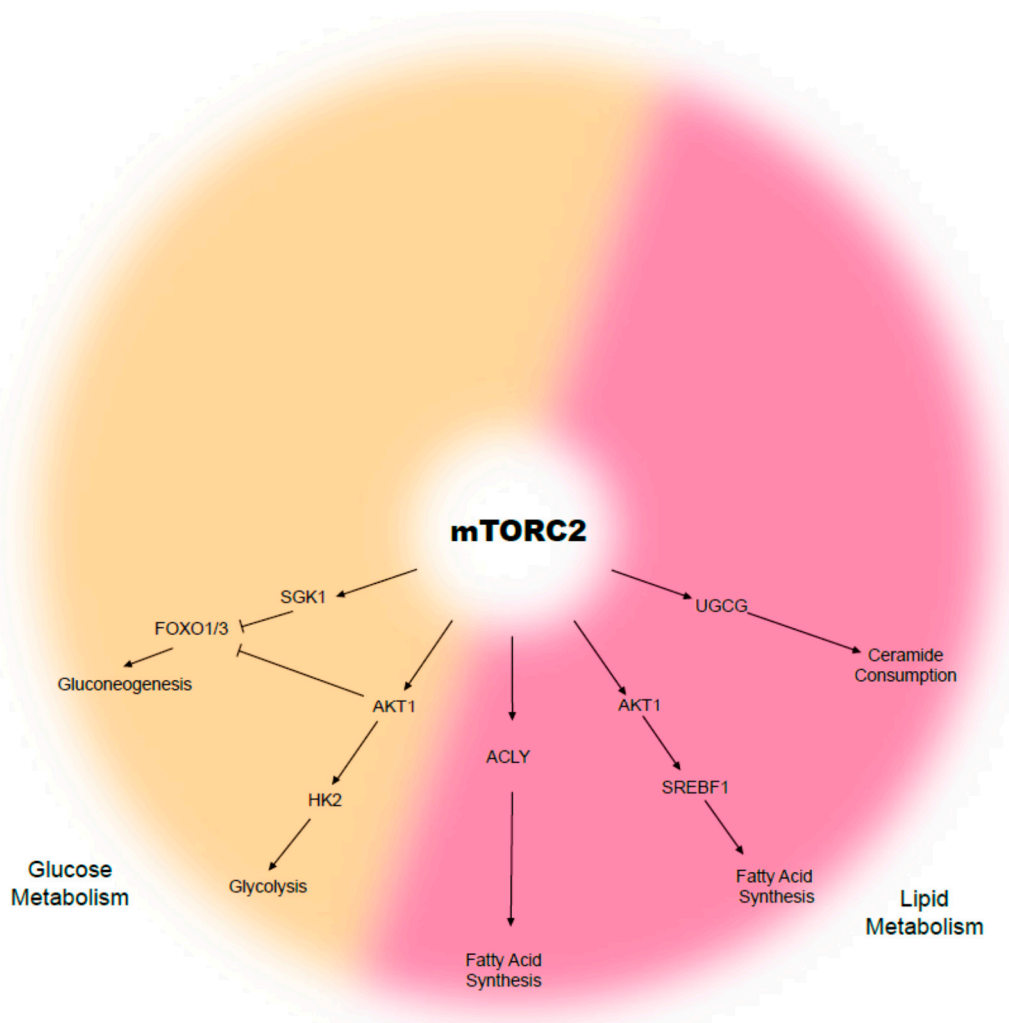 mTORC2
SGK1
FOXO1/3
Gluconeogenesis
AKT1
HK2
Glycolysis
Glucose
Metabolism
ACLY
Fatty Acid
Synthesis
AKT1
SREBF1
Fatty Acid
Synthesis
UGCG
Ceramide
Consumption
Lipid
Metabolism